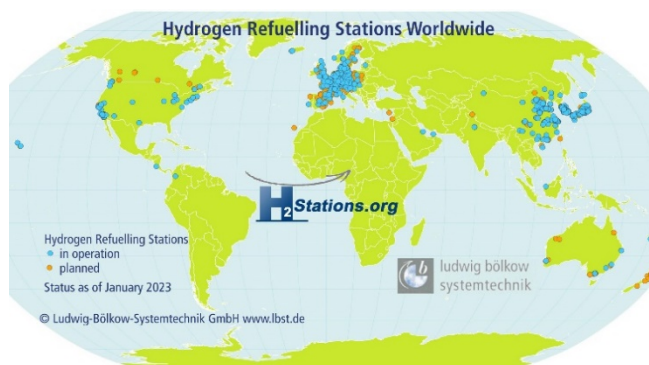 Hydrogen Refuelling Stations Worldwide
H2Stations.org
Hydrogen Refuelling Stations
in operation
planned
Status as of January 2023
b
ludwig bölkow
systemtechnik
© Ludwig-Bölkow-Systemtechnik GmbH www.lbst.de